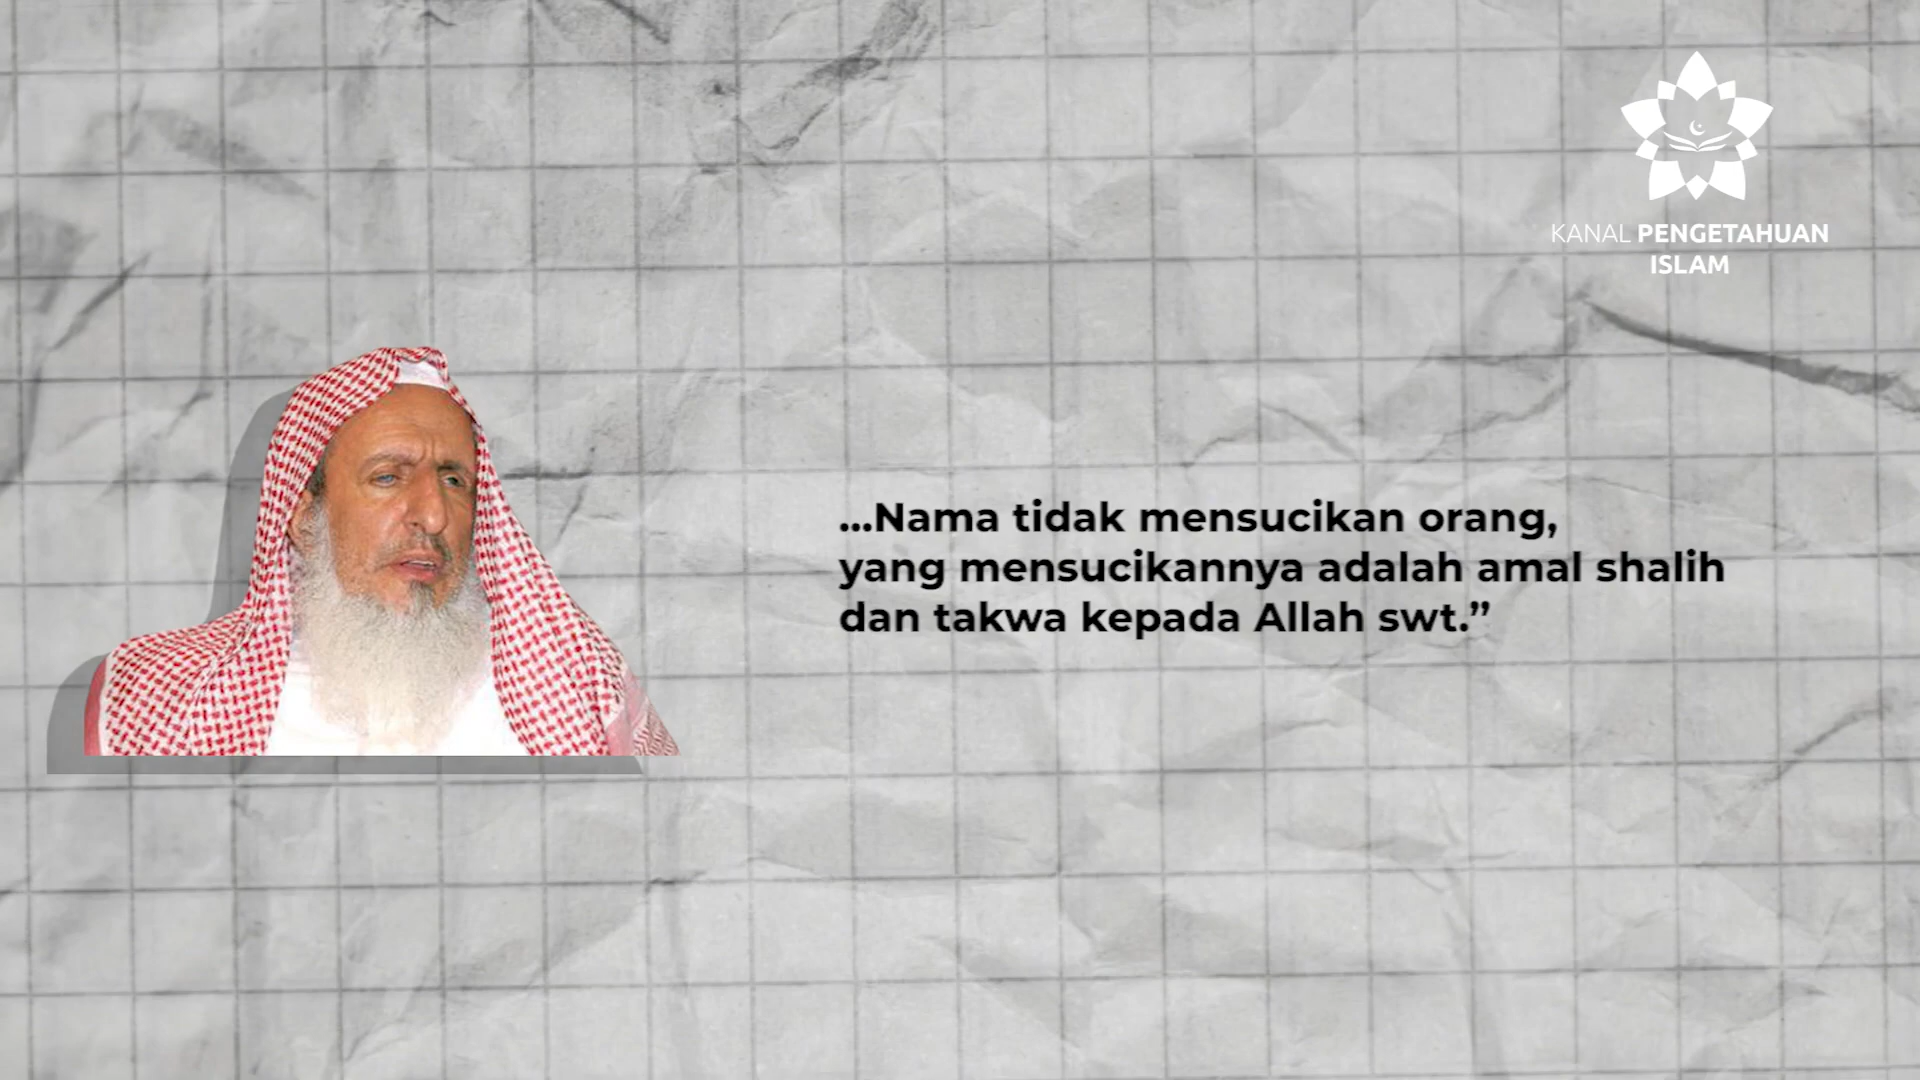 KANAL PENGETAHUAN
ISLAM
...Nama tidak mensucikan orang,
yang mensucikannya adalah amal shalih
dan takwa kepada Allah swt.”